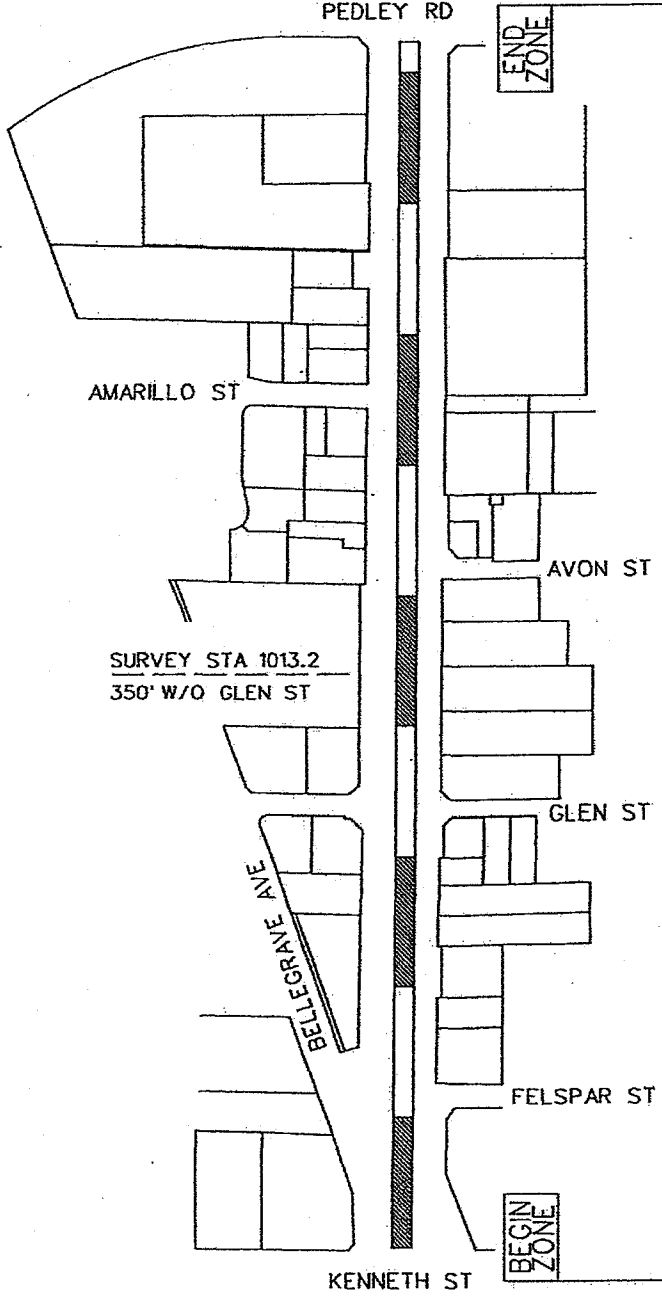 PEDLEY RD
END
ZONE
AMARILLO ST
AVON ST
SURVEY STA 1013.2
350' W/O GLEN ST
GLEN ST
BELLEGRAVE AVE
FELSPAR ST
BEGIN
ZONE
KENNETH ST